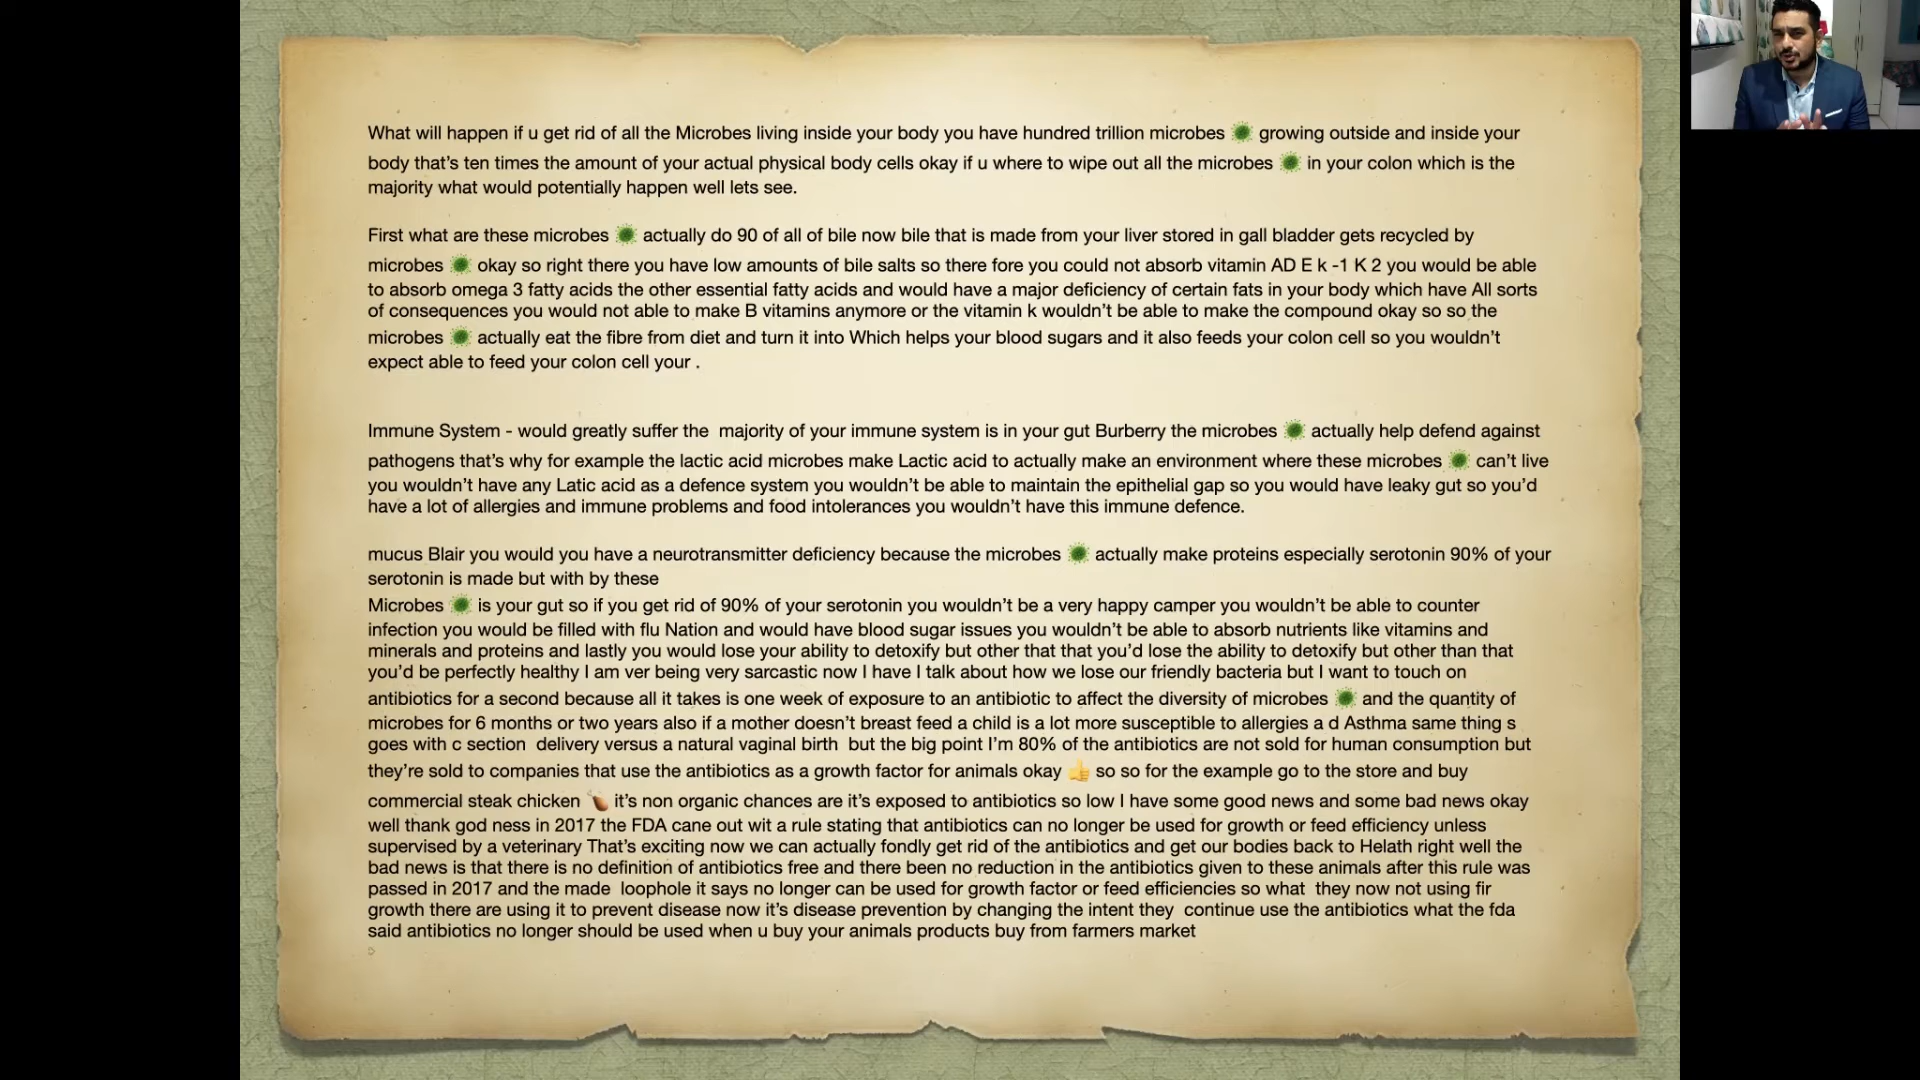 What will happen if u get rid of all the Microbes living inside your body you have hundred trillion microbes 🦠 growing outside and inside your
body that’s ten times the amount of your actual physical body cells okay if u where to wipe out all the microbes 🦠 in your colon which is the
majority what would potentially happen well lets see.
First what are these microbes 🦠 actually do 90 of all of bile now bile that is made from your liver stored in gall bladder gets recycled by
microbes 🦠 okay so right there you have low amounts of bile salts so there fore you could not absorb vitamin AD E k -1 K 2 you would be able
to absorb omega 3 fatty acids the other essential fatty acids and would have a major deficiency of certain fats in your body which have All sorts
of consequences you would not able to make B vitamins anymore or the vitamin k wouldn’t be able to make the compound okay so so the
microbes 🦠 actually eat the fibre from diet and turn it into Which helps your blood sugars and it also feeds your colon cell so you wouldn’t
expect able to feed your colon cell your .
Immune System - would greatly suffer the majority of your immune system is in your gut Burberry the microbes 🦠 actually help defend against
pathogens that’s why for example the lactic acid microbes make Lactic acid to actually make an environment where these microbes 🦠 can’t live
you wouldn’t have any Latic acid as a defence system you wouldn’t be able to maintain the epithelial gap so you would have leaky gut so you’d
have a lot of allergies and immune problems and food intolerances you wouldn’t have this immune defence.
mucus Blair you would you have a neurotransmitter deficiency because the microbes 🦠 actually make proteins especially serotonin 90% of your
serotonin is made but with by these
Microbes 🦠 is your gut so if you get rid of 90% of your serotonin you wouldn’t be a very happy camper you wouldn’t be able to counter
infection you would be filled with flu Nation and would have blood sugar issues you wouldn’t be able to absorb nutrients like vitamins and
minerals and proteins and lastly you would lose your ability to detoxify but other that that you’d lose the ability to detoxify but other than that
you’d be perfectly healthy I am ver being very sarcastic now I have I talk about how we lose our friendly bacteria but I want to touch on
antibiotics for a second because all it takes is one week of exposure to an antibiotic to affect the diversity of microbes 🦠 and the quantity of
microbes for 6 months or two years also if a mother doesn’t breast feed a child is a lot more susceptible to allergies a d Asthma same thing s
goes with c section delivery versus a natural vaginal birth but the big point I’m 80% of the antibiotics are not sold for human consumption but
they’re sold to companies that use the antibiotics as a growth factor for animals okay 👍 so so for the example go to the store and buy
commercial steak chicken 🍗 it’s non organic chances are it’s exposed to antibiotics so low I have some good news and some bad news okay
well thank god ness in 2017 the FDA cane out wit a rule stating that antibiotics can no longer be used for growth or feed efficiency unless
supervised by a veterinary That’s exciting now we can actually fondly get rid of the antibiotics and get our bodies back to Helath right well the
bad news is that there is no definition of antibiotics free and there been no reduction in the antibiotics given to these animals after this rule was
passed in 2017 and the made loophole it says no longer can be used for growth factor or feed efficiencies so what they now not using fir
growth there are using it to prevent disease now it’s disease prevention by changing the intent they continue use the antibiotics what the fda
said antibiotics no longer should be used when u buy your animals products buy from farmers market